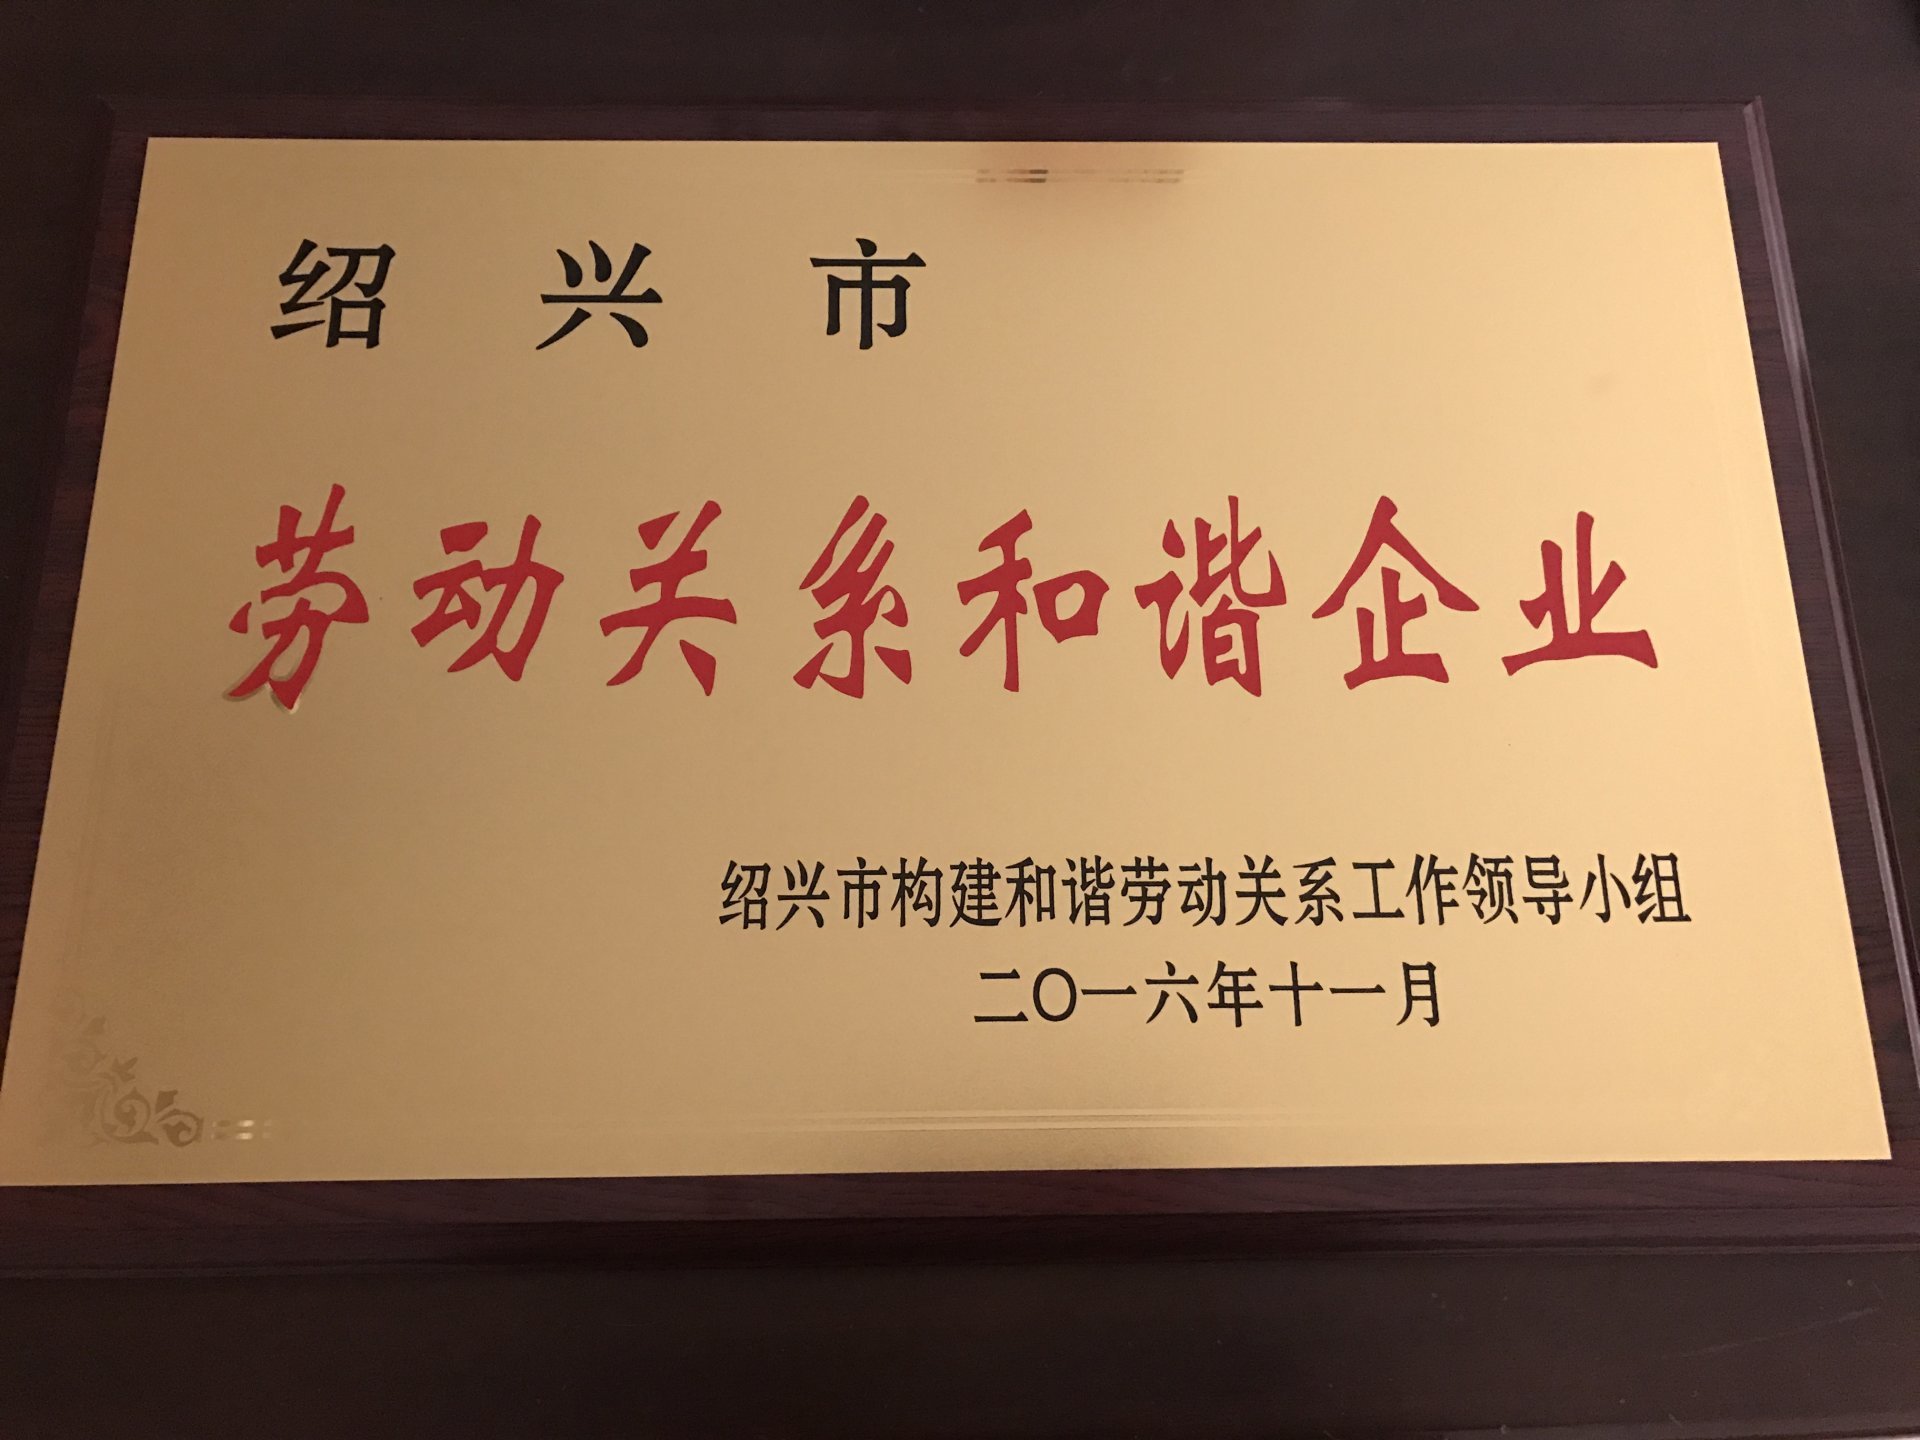 绍兴市
劳动关系和谐企业
绍兴市构建和谐劳动关系工作领导小组
二〇一六年十一月